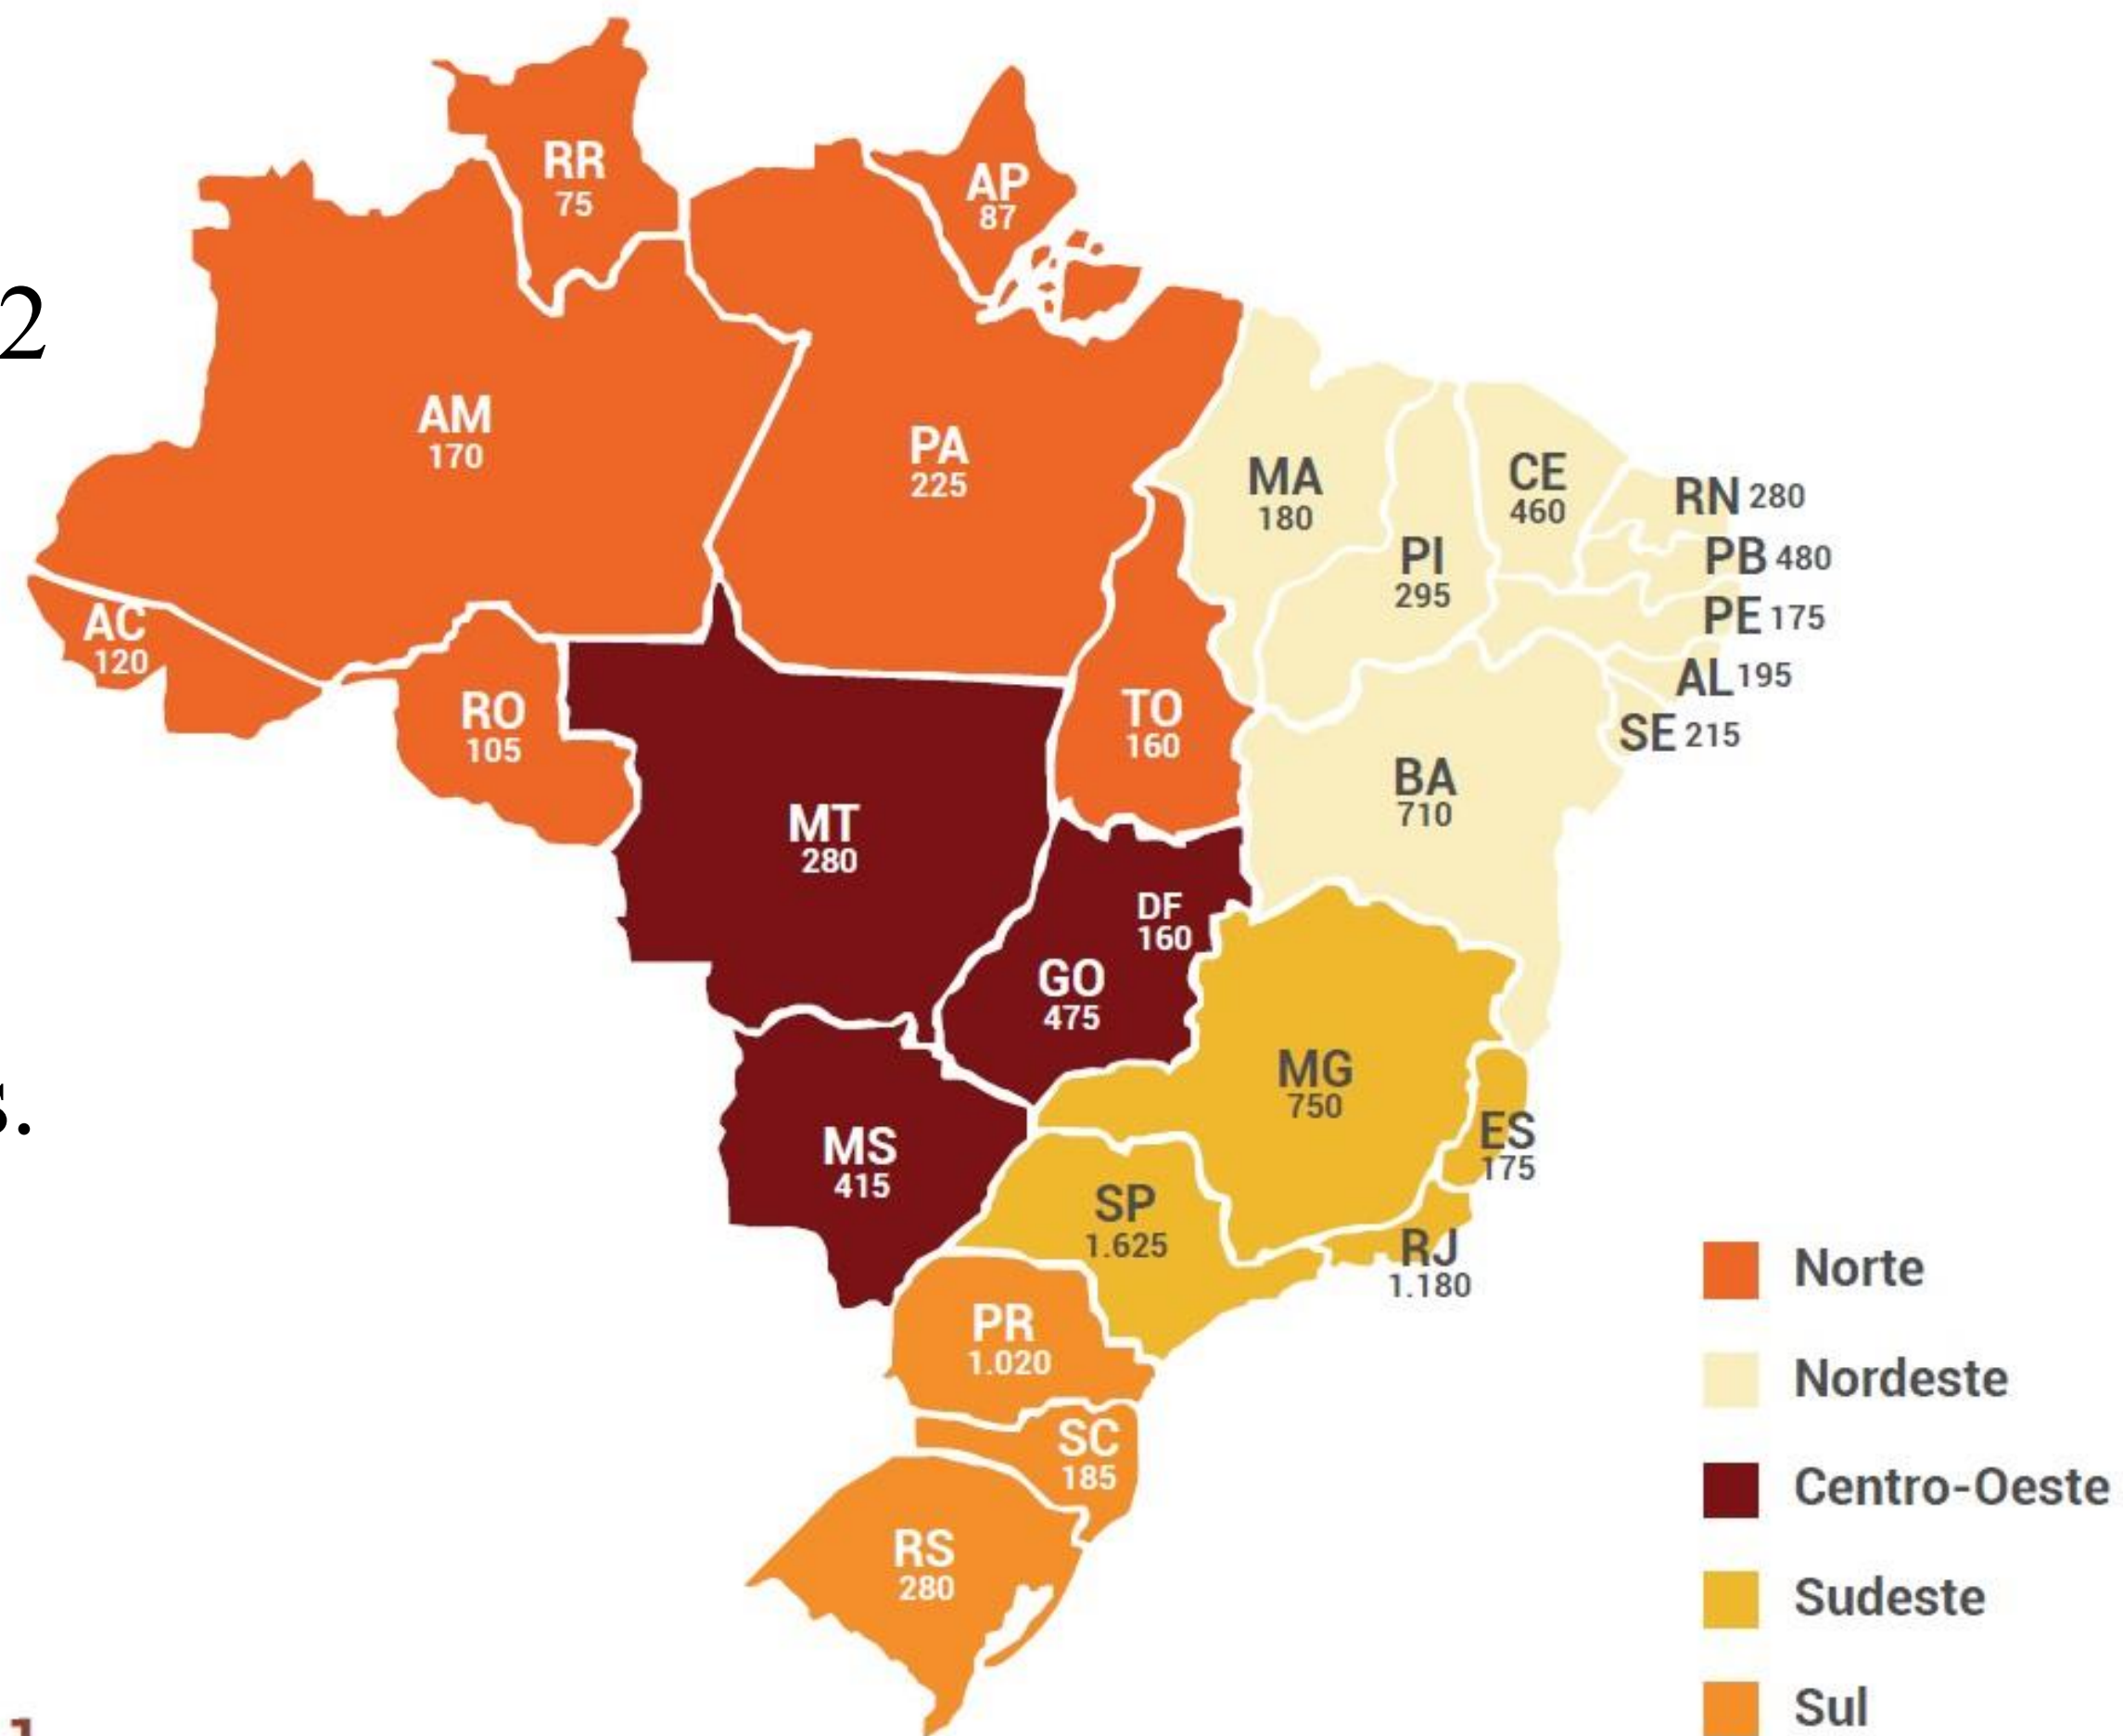 RR
75
AP
87
2
AM
170
PA
225
MA
180
CE
460
RN 280
PI
295
PB 480
PE 175
AC
120
AL 195
RO
105
TO
160
SE 215
BA
710
MT
280
DF
160
GO
475
MG
750
s.
MS
415
ES
175
SP
1.625
RJ
1.180
Norte
PR
1.020
Nordeste
SC
185
Centro-Oeste
RS
280
Sudeste
Sul